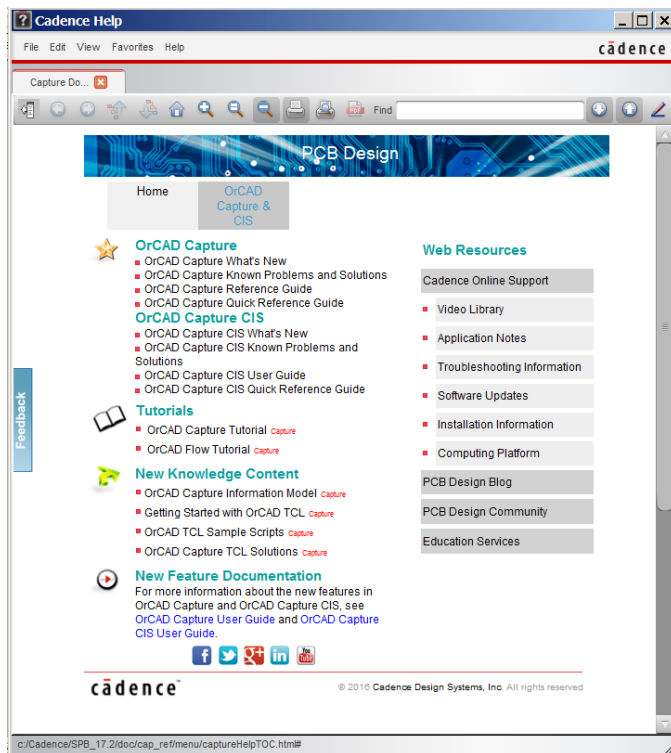 Cadence Help
File Edit View Favorites Help
cādence
Capture Do...
Find
PCB Design
Home
OrCAD
Capture &
CIS
OrCAD Capture
OrCAD Capture What's New
OrCAD Capture Known Problems and Solutions
OrCAD Capture Reference Guide
OrCAD Capture Quick Reference Guide
OrCAD Capture CIS
OrCAD Capture CIS What's New
OrCAD Capture CIS Known Problems and
Solutions
OrCAD Capture CIS User Guide
OrCAD Capture CIS Quick Reference Guide
Tutorials
OrCAD Capture Tutorial Capture
OrCAD Flow Tutorial Capture
New Knowledge Content
OrCAD Capture Information Model Capture
Getting Started with OrCAD TCL Capture
OrCAD TCL Sample Scripts Capture
OrCAD Capture TCL Solutions Capture
New Feature Documentation
For more information about the new features in
OrCAD Capture and OrCAD Capture CIS, see
OrCAD Capture User Guide and OrCAD Capture
CIS User Guide.
Web Resources
Cadence Online Support
Video Library
Application Notes
Troubleshooting Information
Software Updates
Installation Information
Computing Platform
PCB Design Blog
PCB Design Community
Education Services
Feedback
f g+ in You Tube
cādence™
© 2016 Cadence Design Systems, Inc. All rights reserved
c:/Cadence/SPB_17.2/doc/cap_ref/menu/captureHelpTOC.html#